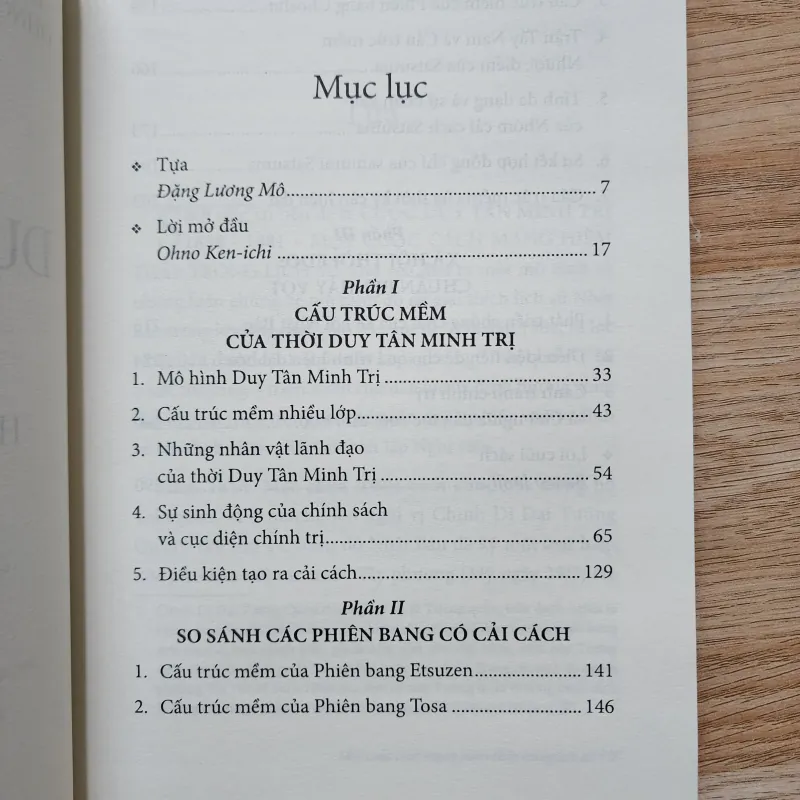 Mục lục
❖ Tựa
Đặng Lương Mô.....7
❖ Lời mở đầu
Ohno Ken-ichi.....17
Phần I
CẤU TRÚC MỀM
CỦA THỜI DUY TÂN MINH TRỊ
1. Mô hình Duy Tân Minh Trị.....33
2. Cấu trúc mềm nhiều lớp.....43
3. Những nhân vật lãnh đạo
của thời Duy Tân Minh Trị.....54
4. Sự sinh động của chính sách
và cục diện chính trị.....65
5. Điều kiện tạo ra cải cách.....129
Phần II
SO SÁNH CÁC PHIÊN BANG CÓ CẢI CÁCH
1. Cấu trúc mềm của Phiên bang Etsuzen.....141
2. Cấu trúc mềm của Phiên bang Tosa.....146